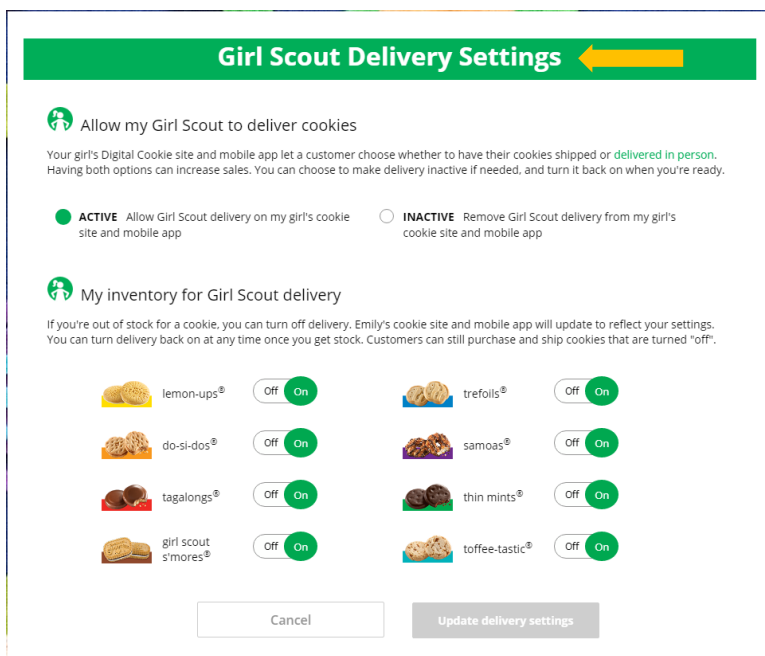 Girl Scout Delivery Settings
Allow my Girl Scout to deliver cookies
Your girl's Digital Cookie site and mobile app let a customer choose whether to have their cookies shipped or delivered in person.
Having both options can increase sales. You can choose to make delivery inactive if needed, and turn it back on when you're ready.
ACTIVE Allow Girl Scout delivery on my girl's cookie
site and mobile app
INACTIVE Remove Girl Scout delivery from my girl's
cookie site and mobile app
My inventory for Girl Scout delivery
If you're out of stock for a cookie, you can turn off delivery. Emily's cookie site and mobile app will update to reflect your settings.
You can turn delivery back on at any time once you get stock. Customers can still purchase and ship cookies that are turned "off".
lemon-ups® Off On
trefoils® Off On
do-si-dos® Off On
samoas® Off On
tagalongs® Off On
thin mints® Off On
girl scout
s'mores® Off On
toffee-tastic® Off On
Cancel
Update delivery settings